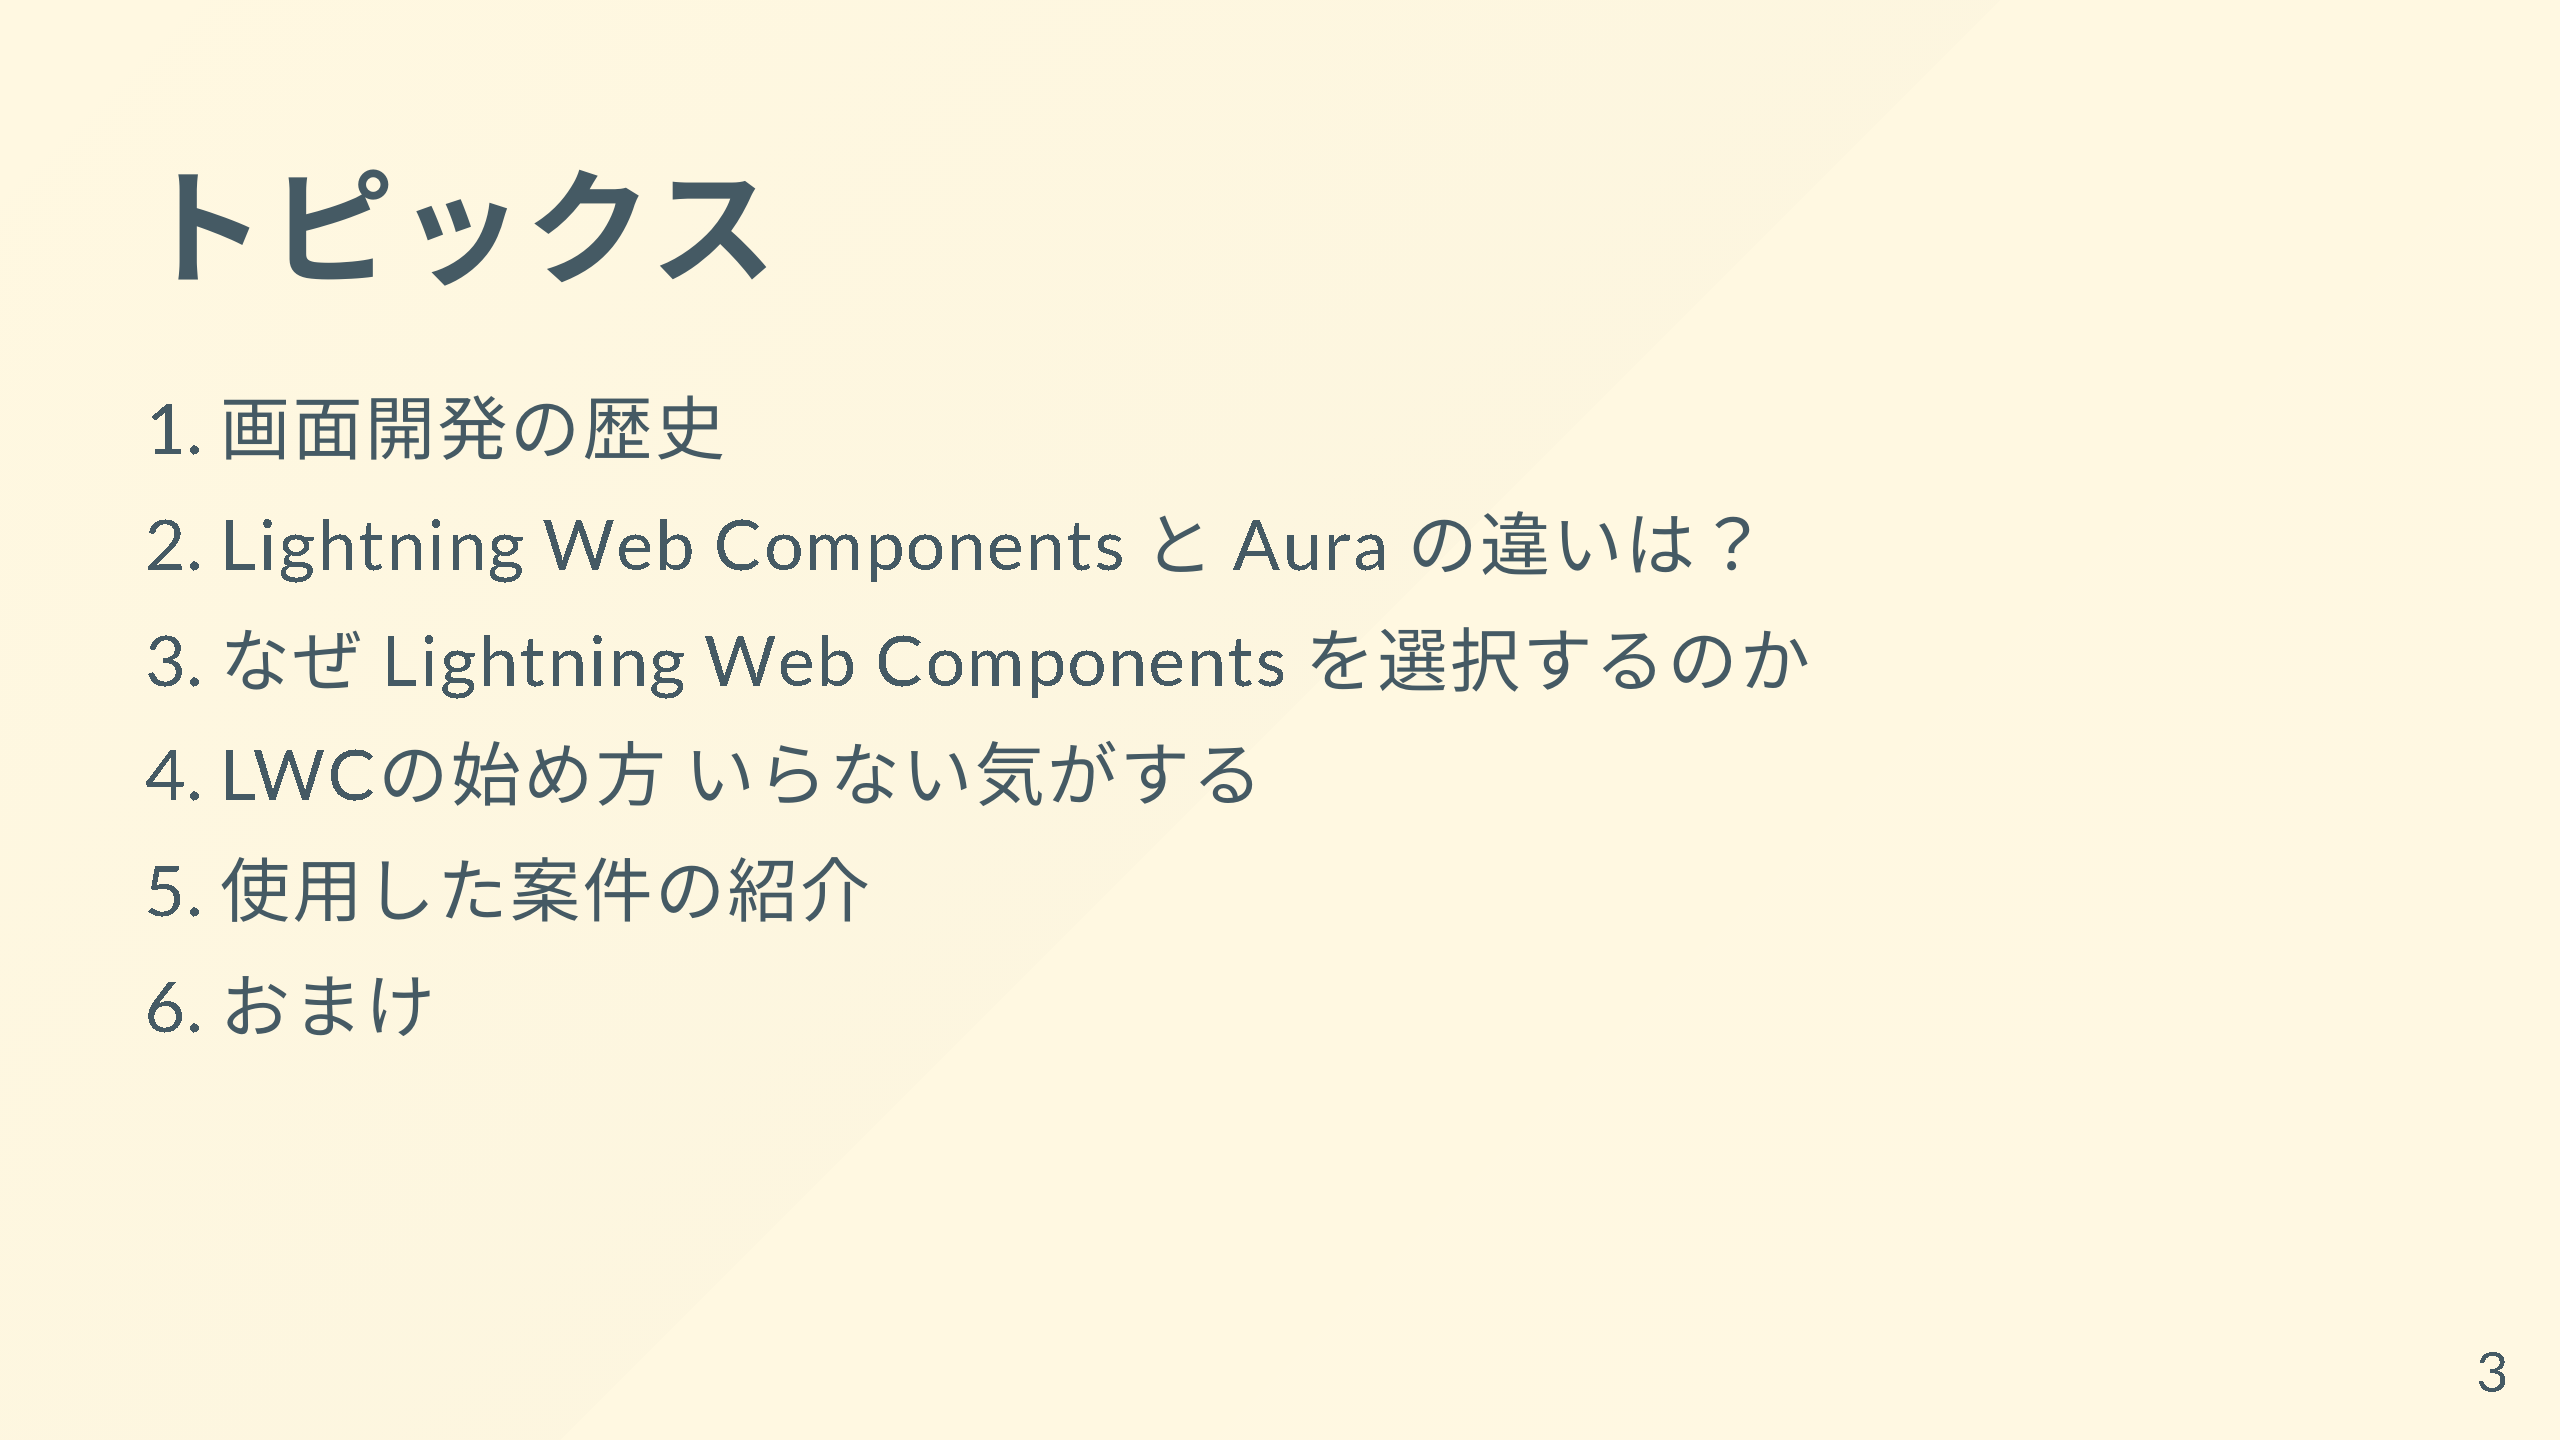 トピックス
1. 画面開発の歴史
2. Lightning Web Components と Aura の違いは？
3. なぜ Lightning Web Components を選択するのか
4. LWCの始め方 いらない気がする
5. 使用した案件の紹介
6. おまけ
3